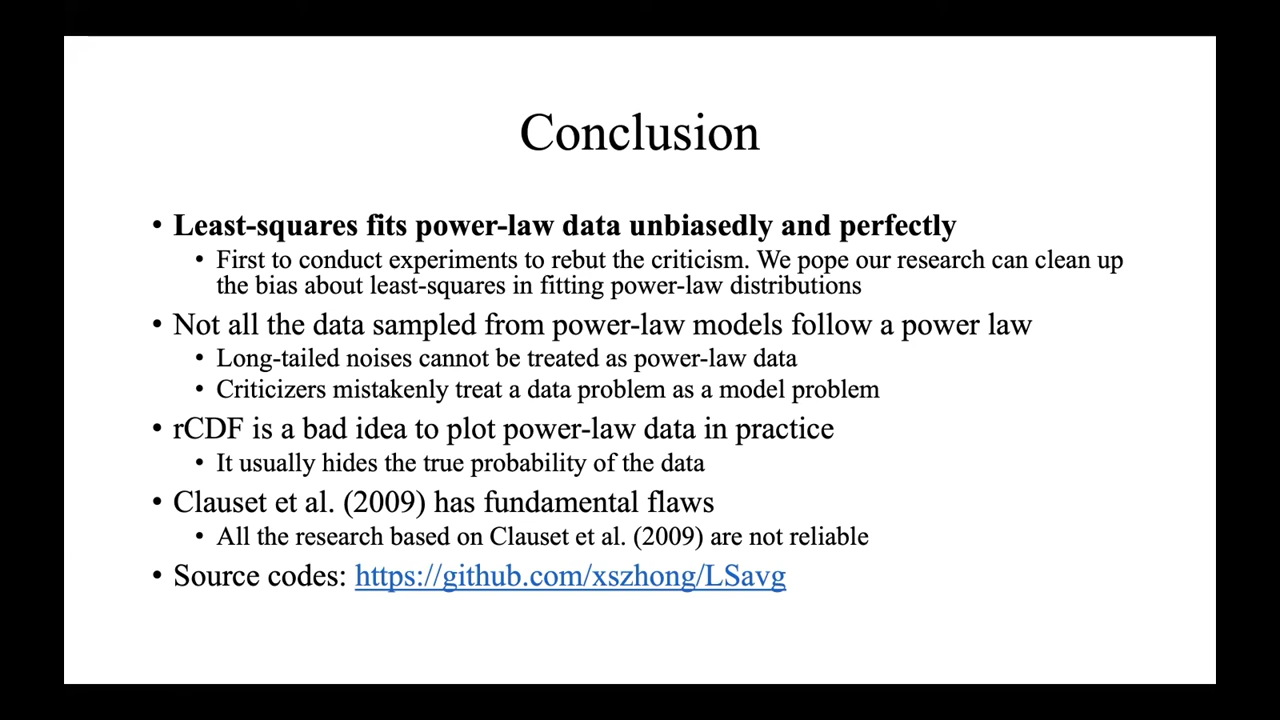 Conclusion
• Least-squares fits power-law data unbiasedly and perfectly
• First to conduct experiments to rebut the criticism. We pope our research can clean up
the bias about least-squares in fitting power-law distributions
• Not all the data sampled from power-law models follow a power law
• Long-tailed noises cannot be treated as power-law data
• Criticizers mistakenly treat a data problem as a model problem
• rCDF is a bad idea to plot power-law data in practice
• It usually hides the true probability of the data
• Clauset et al. (2009) has fundamental flaws
• All the research based on Clauset et al. (2009) are not reliable
• Source codes: https://github.com/xszhong/LSavg